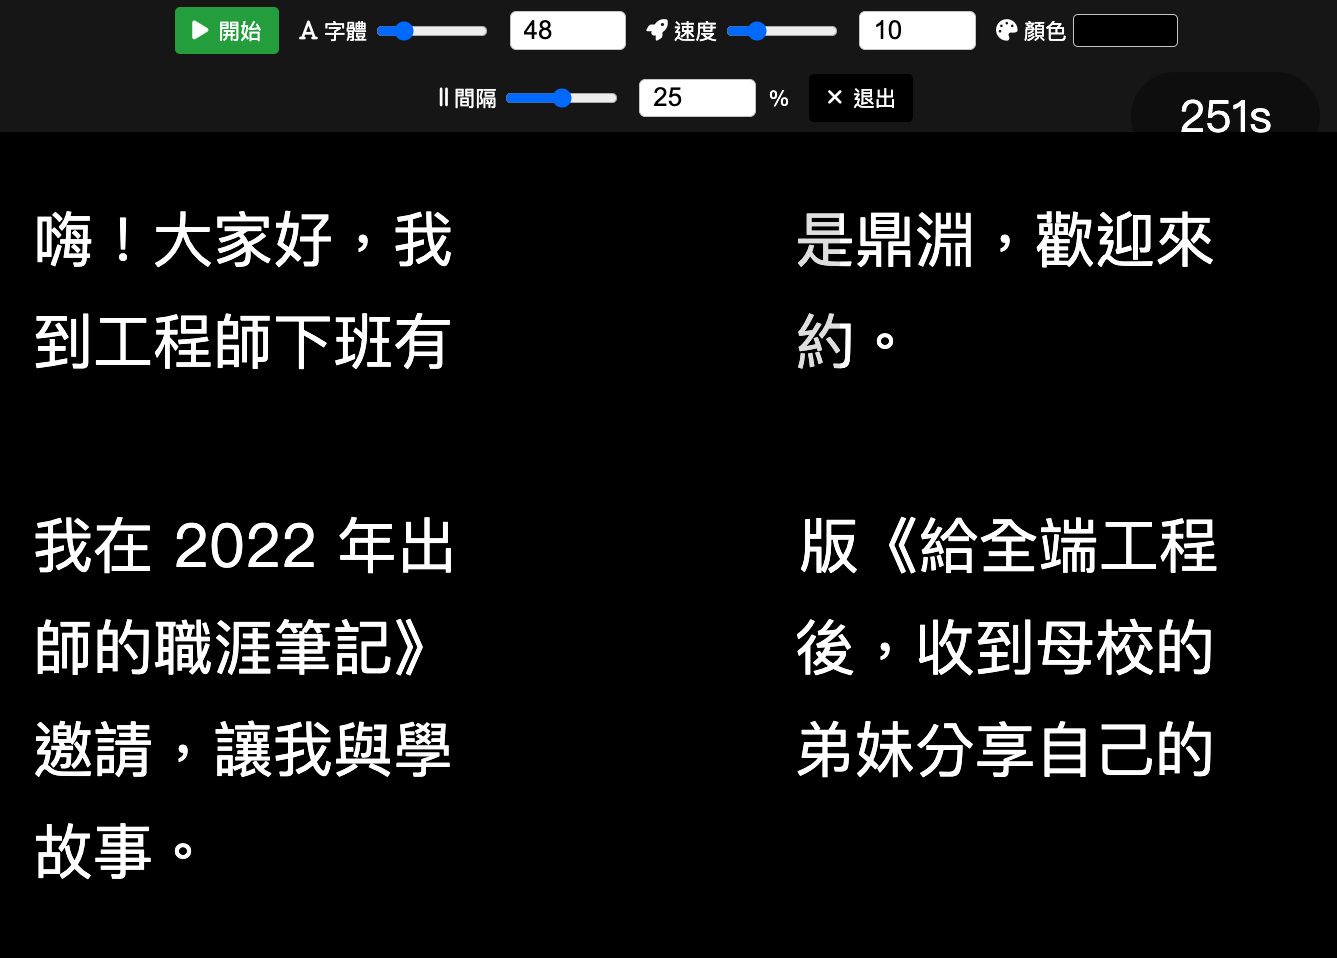 開始 字體 48 速度 10 顏色
間隔 25 % 退出
251s
嗨！大家好，我是鼎淵，歡迎來
到工程師下班有約。
我在 2022 年出版《給全端工程
師的職涯筆記》後，收到母校的
邀請，讓我與學弟妹分享自己的
故事。